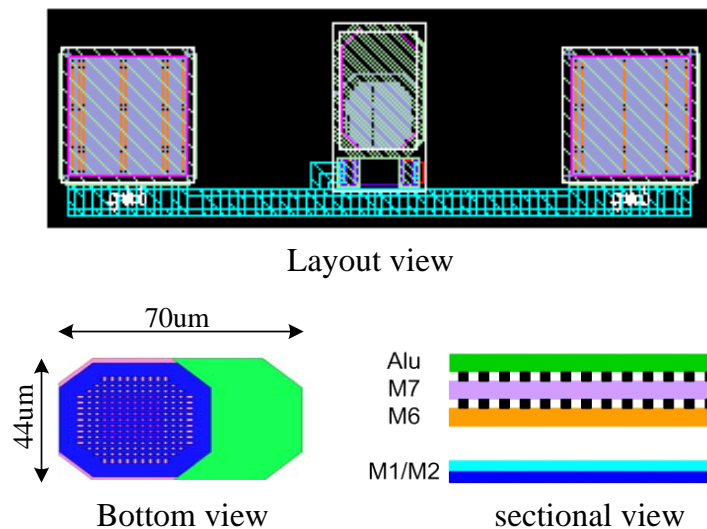 Layout view
70um
44um
Bottom view
Alu
M7
M6
M1/M2
sectional view